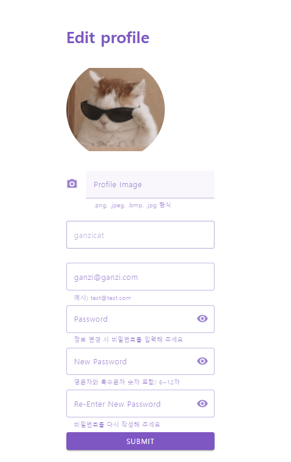 Edit profile
Profile Image
.png, .jpeg, .bmp, .jpg 형식
ganzicat
ganzi@ganzi.com
예시) test@test.com
Password
정보 변경 시 비밀번호를 입력해 주세요
New Password
영문자와 특수문자 숫자 포함! 6~12자
Re-Enter New Password
비밀번호를 다시 작성해 주세요
SUBMIT